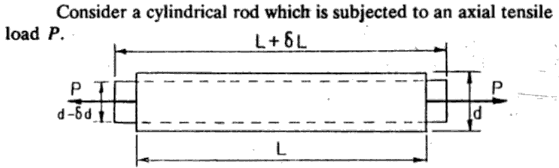 Consider a cylindrical rod which is subjected to an axial tensile
load P.
L+δL
P
P
d-δd
d
L